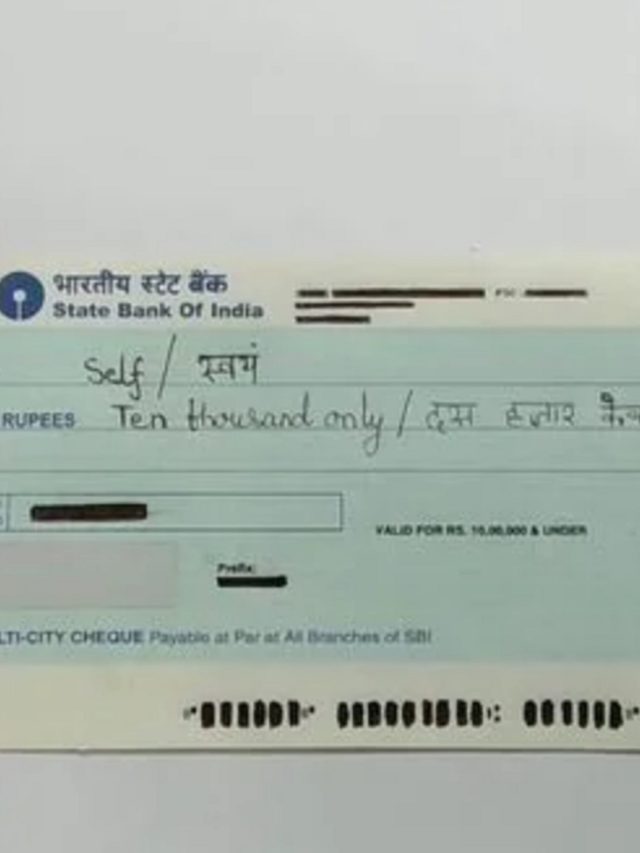 भारतीय स्टेट बैंक
State Bank Of India
Self / स्वयं
RUPEES Ten thousand only / दस हजार
VALID FOR RS. 10,00,000 & UNDER
Prefix:
LTI-CITY CHEQUE Payable at Par at All Branches of SBI